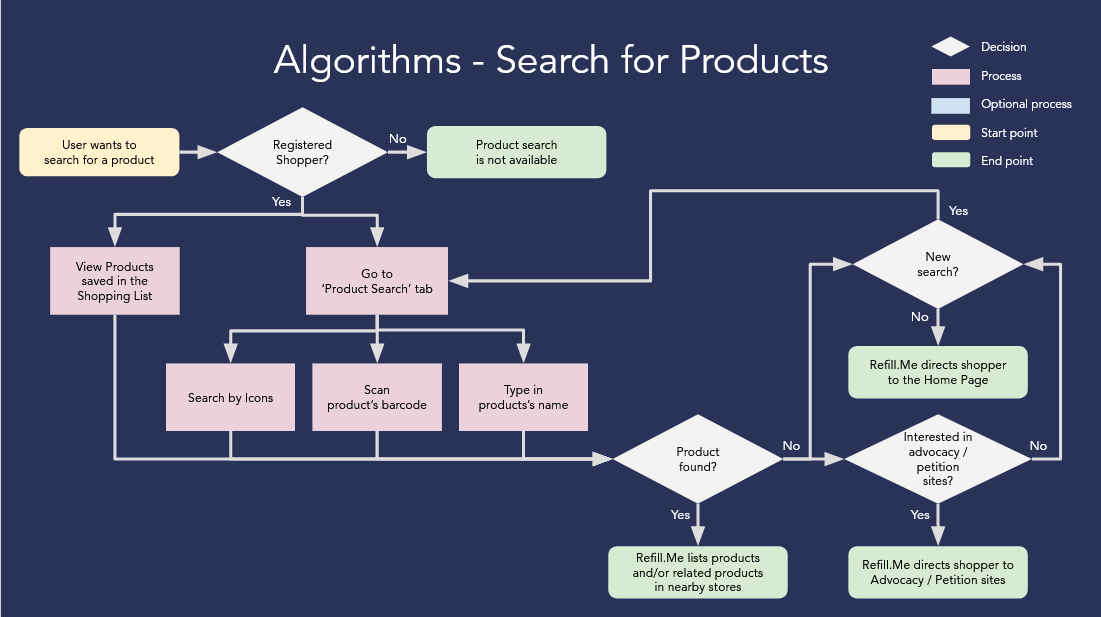 Algorithms - Search for Products
Decision
Process
Optional process
Start point
End point
User wants to
search for a product
Registered
Shopper?
No
Product search
is not available
Yes
View Products
saved in the
Shopping List
Go to
‘Product Search’ tab
Yes
New
search?
No
Refill.Me directs shopper
to the Home Page
Search by Icons
Scan
product’s barcode
Type in
products’s name
Product
found?
No
Interested in
advocacy /
petition
sites?
No
Yes
Yes
Refill.Me lists products
and/or related products
in nearby stores
Refill.Me directs shopper to
Advocacy / Petition sites